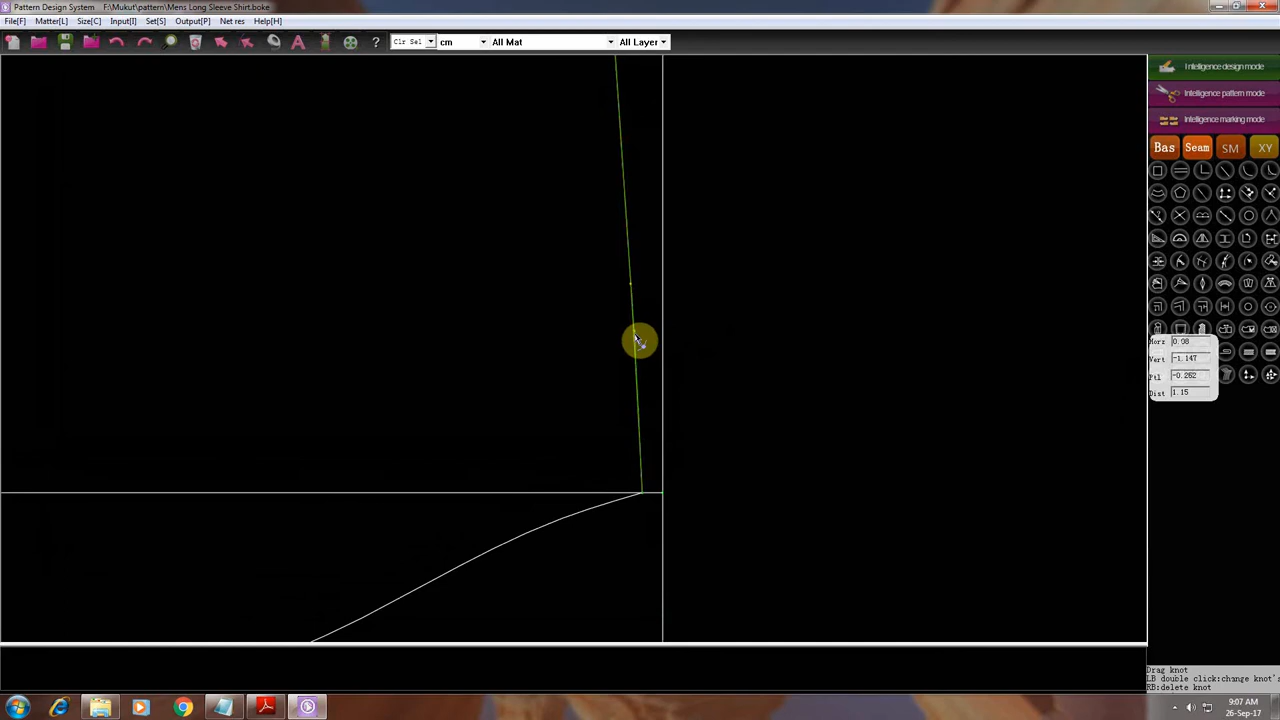 Pattern Design System F:\Mukut\pattern\Mens Long Sleeve Shirt.boke
File[F] Matter[L] Size[C] Input[I] Set[S] Output[P] Net res Help[H]
A ? Clr Sel cm All Mat All Layer
Intelligence design mode
Intelligence pattern mode
Intelligence marking mode
Bas Seam SM XY
Horz 0.08
Vert -1.147
Ptl -0.262
Dist 1.15
Drag knot
LB double click:change knot's
RB:delete knot
9:07 AM
26-Sep-17